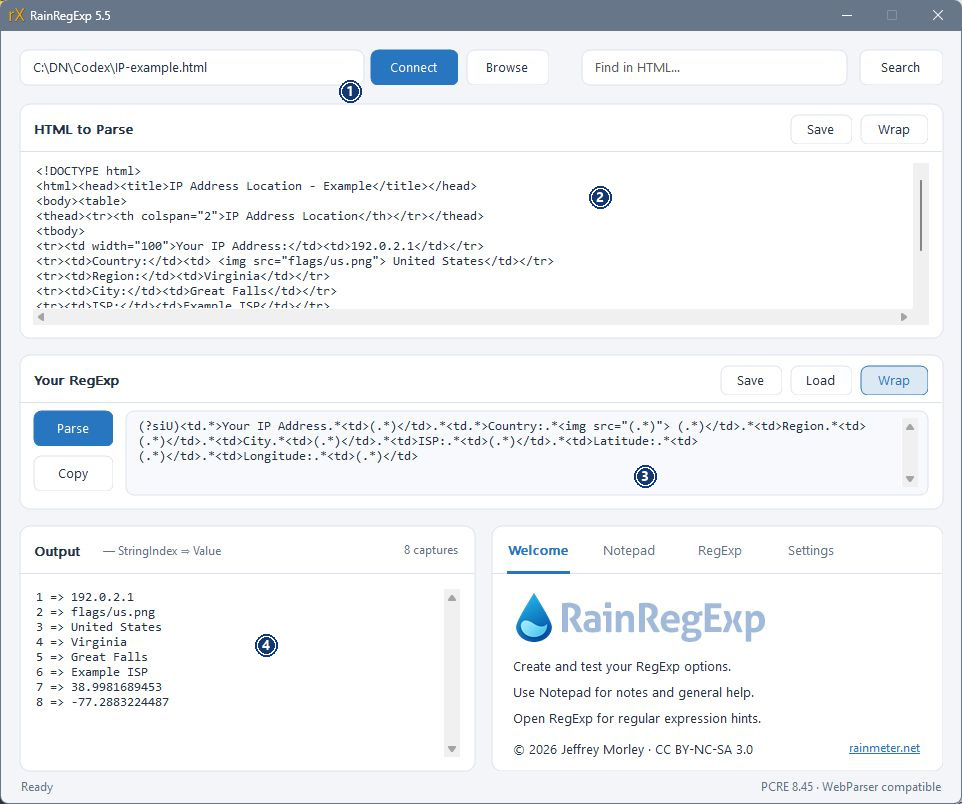 rX RainRegExp 5.5
C:\DN\Codex\IP-example.html Connect Browse Find in HTML... Search
1
HTML to Parse Save Wrap
<!DOCTYPE html>
<html><head><title>IP Address Location - Example</title></head>
<body><table>
<thead><tr><th colspan="2">IP Address Location</th></tr></thead>
<tbody>
<tr><td width="100">Your IP Address:</td><td>192.0.2.1</td></tr>
<tr><td>Country:</td><td> <img src="flags/us.png"> United States</td></tr>
<tr><td>Region:</td><td>Virginia</td></tr>
<tr><td>City:</td><td>Great Falls</td></tr>
<tr><td>ISP:</td><td>Example ISP</td></tr>
2
Your RegExp Save Load Wrap
Parse
Copy
(?siU)<td.*>Your IP Address.*<td>(.*)</td>.*<td.*>Country:.*<img src="(.*)"> (.*)</td>.*<td>Region.*<td>
(.*)</td>.*<td>City.*<td>(.*)</td>.*<td>ISP:.*<td>(.*)</td>.*<td>Latitude:.*<td>
(.*)</td>.*<td>Longitude:.*<td>(.*)</td>
3
Output — StringIndex ⇒ Value 8 captures
1 => 192.0.2.1
2 => flags/us.png
3 => United States
4 => Virginia
5 => Great Falls
6 => Example ISP
7 => 38.9981689453
8 => -77.2883224487
4
Welcome Notepad RegExp Settings
RainRegExp
Create and test your RegExp options.
Use Notepad for notes and general help.
Open RegExp for regular expression hints.
© 2026 Jeffrey Morley · CC BY-NC-SA 3.0 rainmeter.net
Ready PCRE 8.45 · WebParser compatible